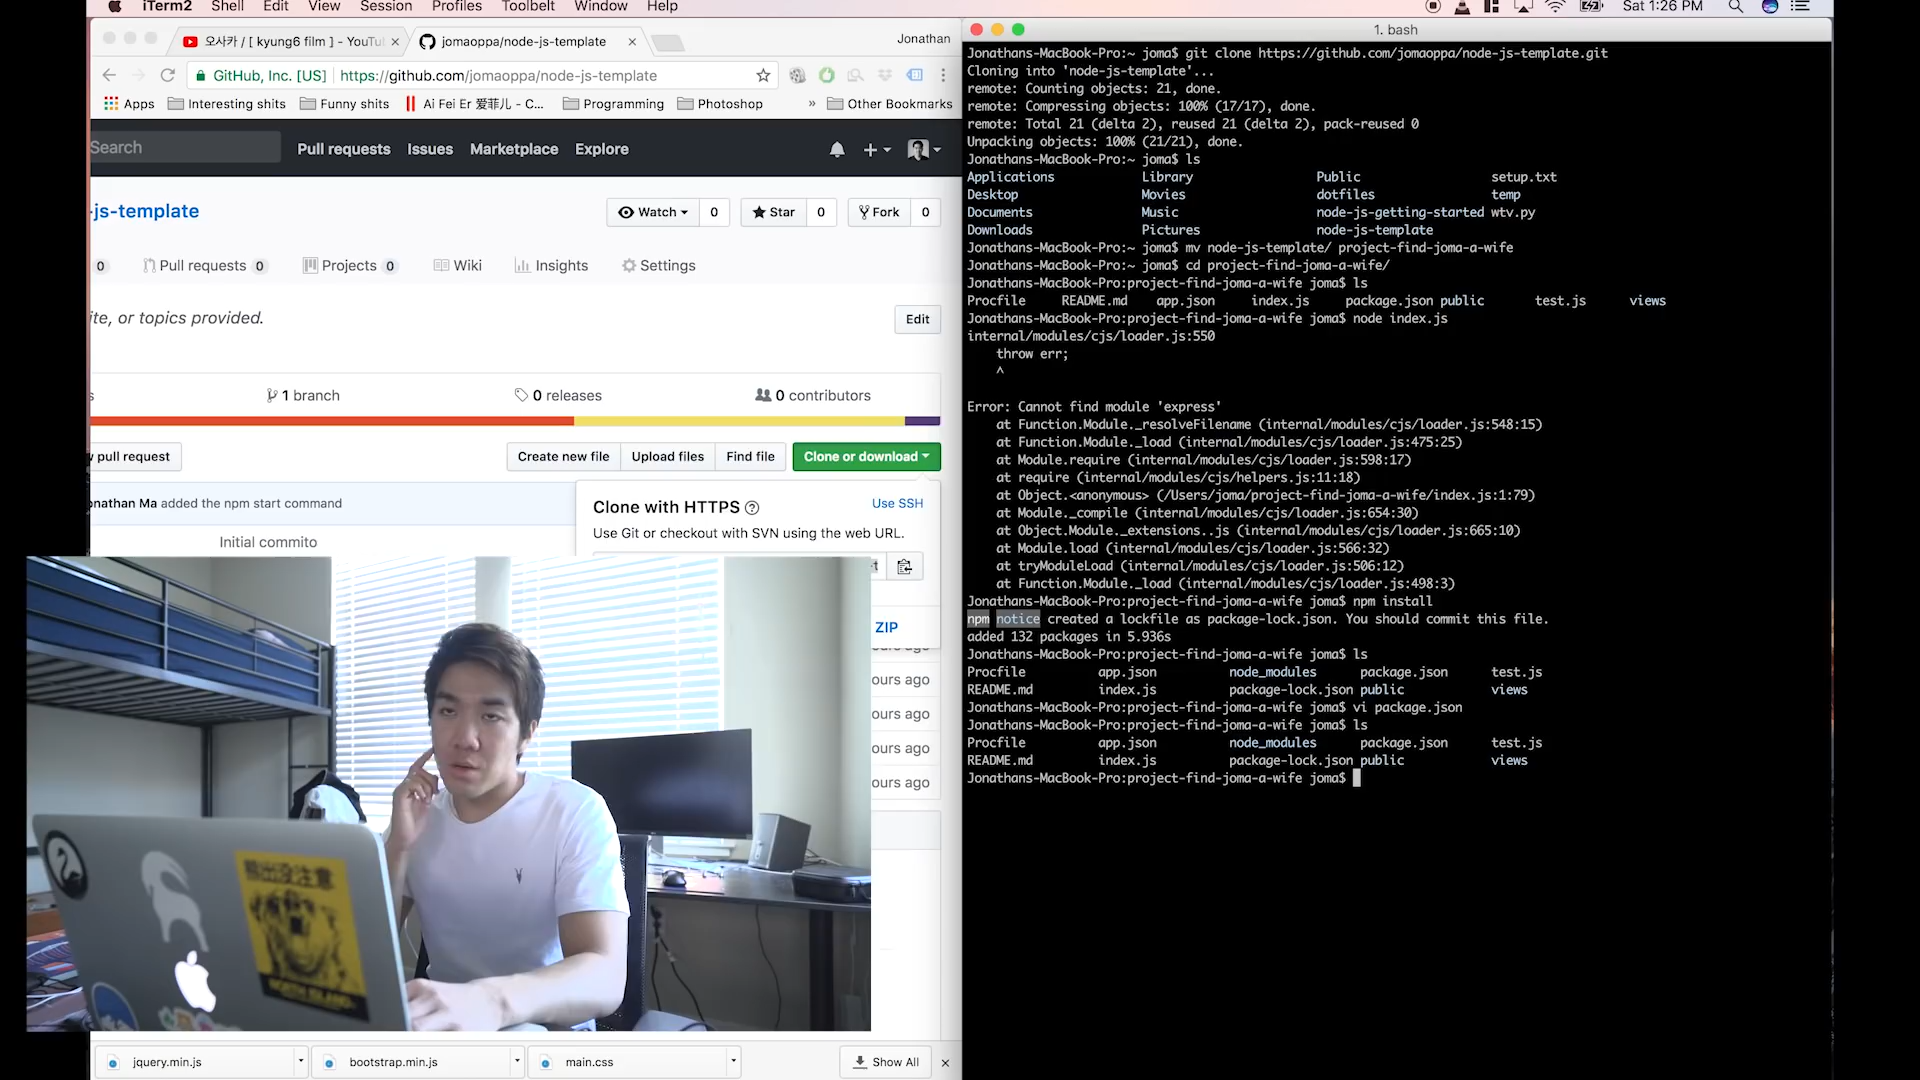 iTerm2 Shell Edit View Session Profiles Toolbelt Window Help
Sat 1:26 PM
오사카 / [ kyung6 film ] - YouTu
jomaoppa/node-js-template
Jonathan
GitHub, Inc. [US] https://github.com/jomaoppa/node-js-template
Apps Interesting shits Funny shits Ai Fei Er 爱菲儿 - C... Programming Photoshop » Other Bookmarks
Search Pull requests Issues Marketplace Explore
-js-template
Watch 0 Star 0 Fork 0
0 Pull requests 0 Projects 0 Wiki Insights Settings
ite, or topics provided.
Edit
1 branch 0 releases 0 contributors
pull request Create new file Upload files Find file Clone or download
onathan Ma added the npm start command
Initial commito
Clone with HTTPS
Use SSH
Use Git or checkout with SVN using the web URL.
ZIP
ours ago
ours ago
ours ago
ours ago
ours ago
熊出没注意
NORTH ISLAND
jquery.min.js bootstrap.min.js main.css Show All
1. bash
Jonathans-MacBook-Pro:~ joma$ git clone https://github.com/jomaoppa/node-js-template.git
Cloning into 'node-js-template'...
remote: Counting objects: 21, done.
remote: Compressing objects: 100% (17/17), done.
remote: Total 21 (delta 2), reused 21 (delta 2), pack-reused 0
Unpacking objects: 100% (21/21), done.
Jonathans-MacBook-Pro:~ joma$ ls
Applications Library Public setup.txt
Desktop Movies dotfiles temp
Documents Music node-js-getting-started wtv.py
Downloads Pictures node-js-template
Jonathans-MacBook-Pro:~ joma$ mv node-js-template/ project-find-joma-a-wife
Jonathans-MacBook-Pro:~ joma$ cd project-find-joma-a-wife/
Jonathans-MacBook-Pro:project-find-joma-a-wife joma$ ls
Procfile README.md app.json index.js package.json public test.js views
Jonathans-MacBook-Pro:project-find-joma-a-wife joma$ node index.js
internal/modules/cjs/loader.js:550
throw err;
^
Error: Cannot find module 'express'
at Function.Module._resolveFilename (internal/modules/cjs/loader.js:548:15)
at Function.Module._load (internal/modules/cjs/loader.js:475:25)
at Module.require (internal/modules/cjs/loader.js:598:17)
at require (internal/modules/cjs/helpers.js:11:18)
at Object.<anonymous> (/Users/joma/project-find-joma-a-wife/index.js:1:79)
at Module._compile (internal/modules/cjs/loader.js:654:30)
at Object.Module._extensions..js (internal/modules/cjs/loader.js:665:10)
at Module.load (internal/modules/cjs/loader.js:566:32)
at tryModuleLoad (internal/modules/cjs/loader.js:506:12)
at Function.Module._load (internal/modules/cjs/loader.js:498:3)
Jonathans-MacBook-Pro:project-find-joma-a-wife joma$ npm install
npm notice created a lockfile as package-lock.json. You should commit this file.
added 132 packages in 5.936s
Jonathans-MacBook-Pro:project-find-joma-a-wife joma$ ls
Procfile app.json node_modules package.json test.js
README.md index.js package-lock.json public views
Jonathans-MacBook-Pro:project-find-joma-a-wife joma$ vi package.json
Jonathans-MacBook-Pro:project-find-joma-a-wife joma$ ls
Procfile app.json node_modules package.json test.js
README.md index.js package-lock.json public views
Jonathans-MacBook-Pro:project-find-joma-a-wife joma$